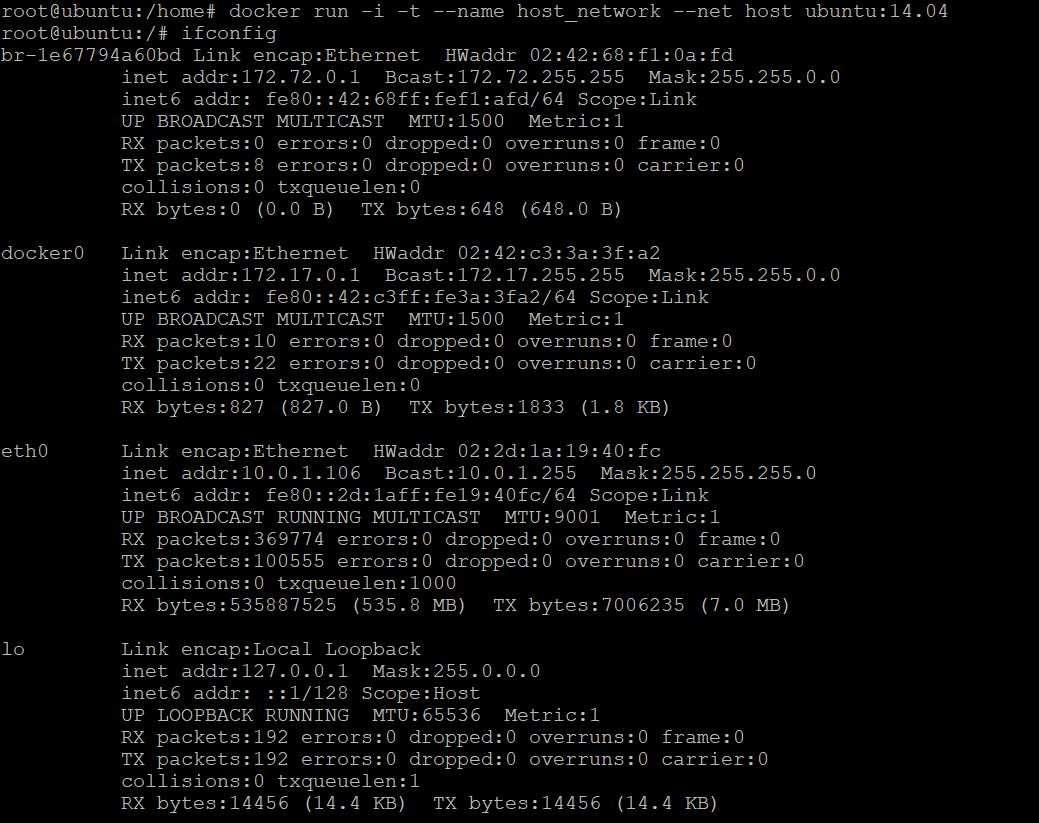 root@ubuntu:/home# docker run -i -t --name host_network --net host ubuntu:14.04
root@ubuntu:/# ifconfig
br-1e67794a60bd Link encap:Ethernet  HWaddr 02:42:68:f1:0a:fd
          inet addr:172.72.0.1  Bcast:172.72.255.255  Mask:255.255.0.0
          inet6 addr: fe80::42:68ff:fef1:afd/64 Scope:Link
          UP BROADCAST MULTICAST  MTU:1500  Metric:1
          RX packets:0 errors:0 dropped:0 overruns:0 frame:0
          TX packets:8 errors:0 dropped:0 overruns:0 carrier:0
          collisions:0 txqueuelen:0
          RX bytes:0 (0.0 B)  TX bytes:648 (648.0 B)

docker0   Link encap:Ethernet  HWaddr 02:42:c3:3a:3f:a2
          inet addr:172.17.0.1  Bcast:172.17.255.255  Mask:255.255.0.0
          inet6 addr: fe80::42:c3ff:fe3a:3fa2/64 Scope:Link
          UP BROADCAST MULTICAST  MTU:1500  Metric:1
          RX packets:10 errors:0 dropped:0 overruns:0 frame:0
          TX packets:22 errors:0 dropped:0 overruns:0 carrier:0
          collisions:0 txqueuelen:0
          RX bytes:827 (827.0 B)  TX bytes:1833 (1.8 KB)

eth0      Link encap:Ethernet  HWaddr 02:2d:1a:19:40:fc
          inet addr:10.0.1.106  Bcast:10.0.1.255  Mask:255.255.255.0
          inet6 addr: fe80::2d:1aff:fe19:40fc/64 Scope:Link
          UP BROADCAST RUNNING MULTICAST  MTU:9001  Metric:1
          RX packets:369774 errors:0 dropped:0 overruns:0 frame:0
          TX packets:100555 errors:0 dropped:0 overruns:0 carrier:0
          collisions:0 txqueuelen:1000
          RX bytes:535887525 (535.8 MB)  TX bytes:7006235 (7.0 MB)

lo        Link encap:Local Loopback
          inet addr:127.0.0.1  Mask:255.0.0.0
          inet6 addr: ::1/128 Scope:Host
          UP LOOPBACK RUNNING  MTU:65536  Metric:1
          RX packets:192 errors:0 dropped:0 overruns:0 frame:0
          TX packets:192 errors:0 dropped:0 overruns:0 carrier:0
          collisions:0 txqueuelen:1
          RX bytes:14456 (14.4 KB)  TX bytes:14456 (14.4 KB)